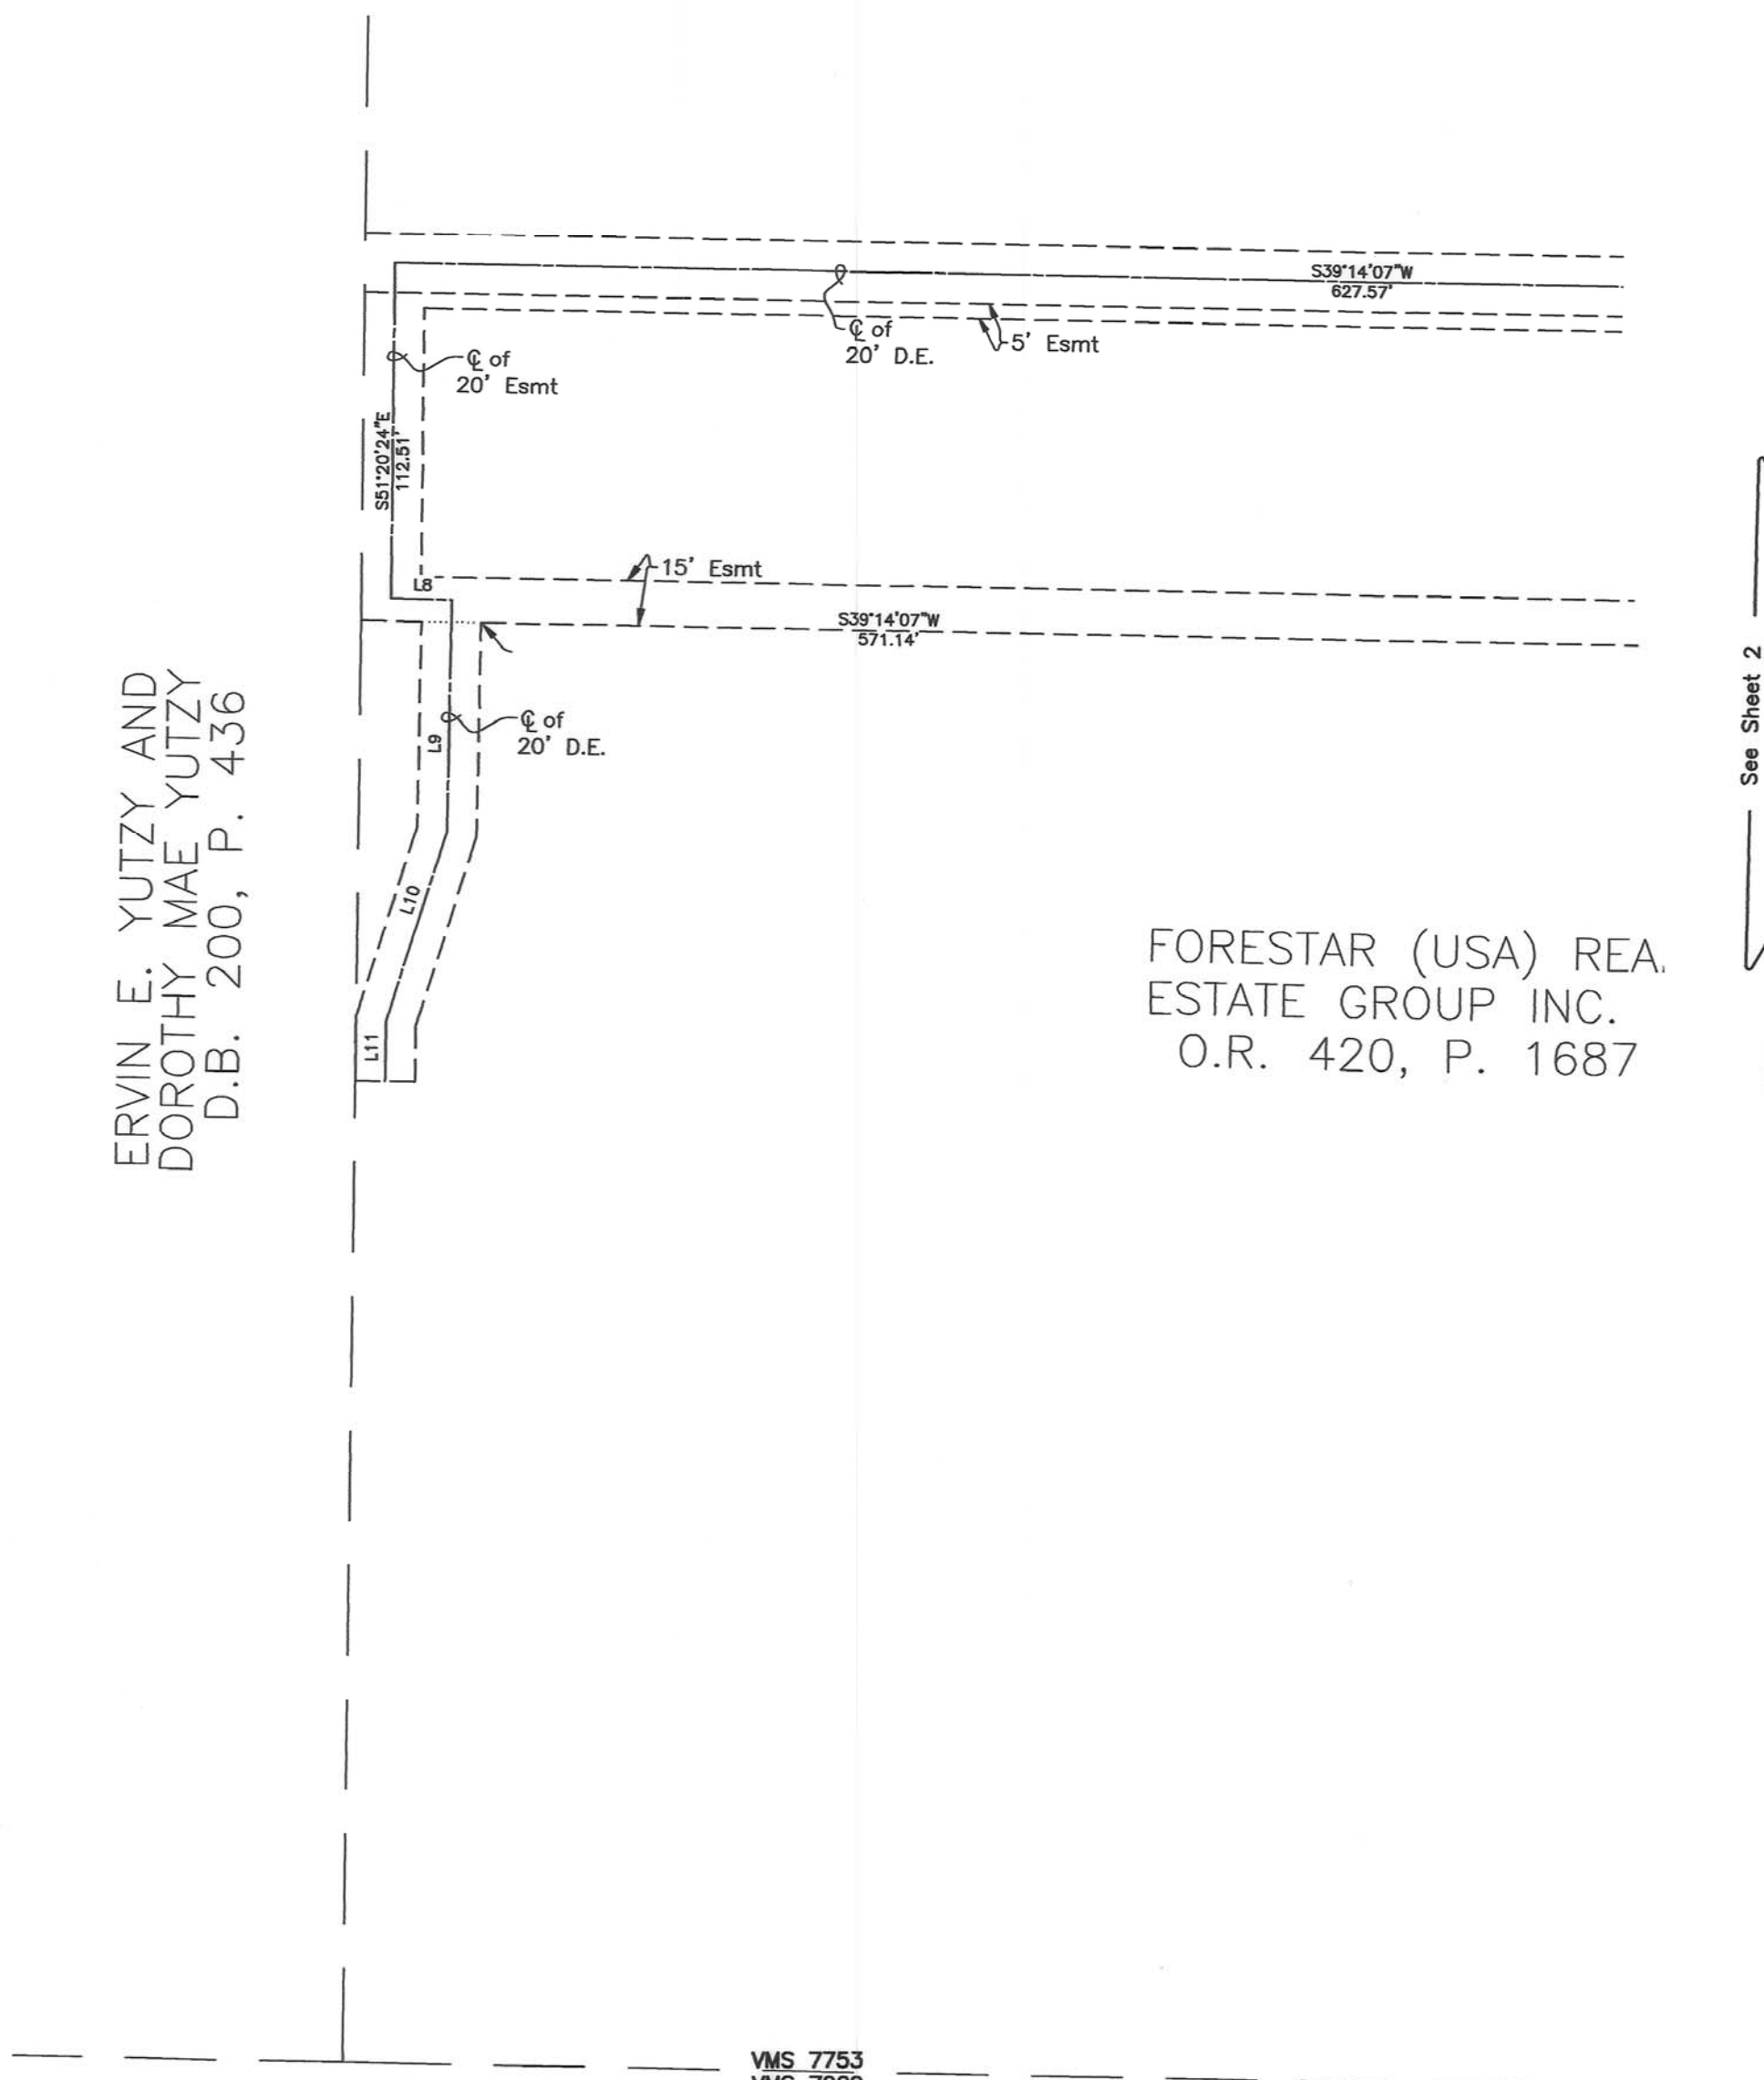 S39°14'07"W
627.57'
℄ of
20' D.E.
5' Esmt
℄ of
20' Esmt
S51°20'24"E
112.51'
L8
15' Esmt
S39°14'07"W
571.14'
℄ of
20' D.E.
L9
L10
L11
ERVIN E. YUTZY AND
DOROTHY MAE YUTZY
D.B. 200, P. 436
See Sheet 2
FORESTAR (USA) REA
ESTATE GROUP INC.
O.R. 420, P. 1687
VMS 7753
VMS